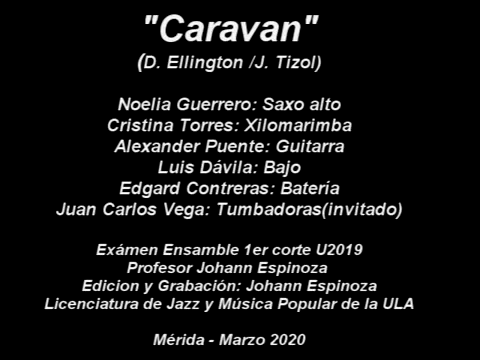 "Caravan"
(D. Ellington /J. Tizol)
Noelia Guerrero: Saxo alto
Cristina Torres: Xilomarimba
Alexander Puente: Guitarra
Luis Dávila: Bajo
Edgard Contreras: Batería
Juan Carlos Vega: Tumbadoras(invitado)
Exámen Ensamble 1er corte U2019
Profesor Johann Espinoza
Edicion y Grabación: Johann Espinoza
Licenciatura de Jazz y Música Popular de la ULA
Mérida - Marzo 2020